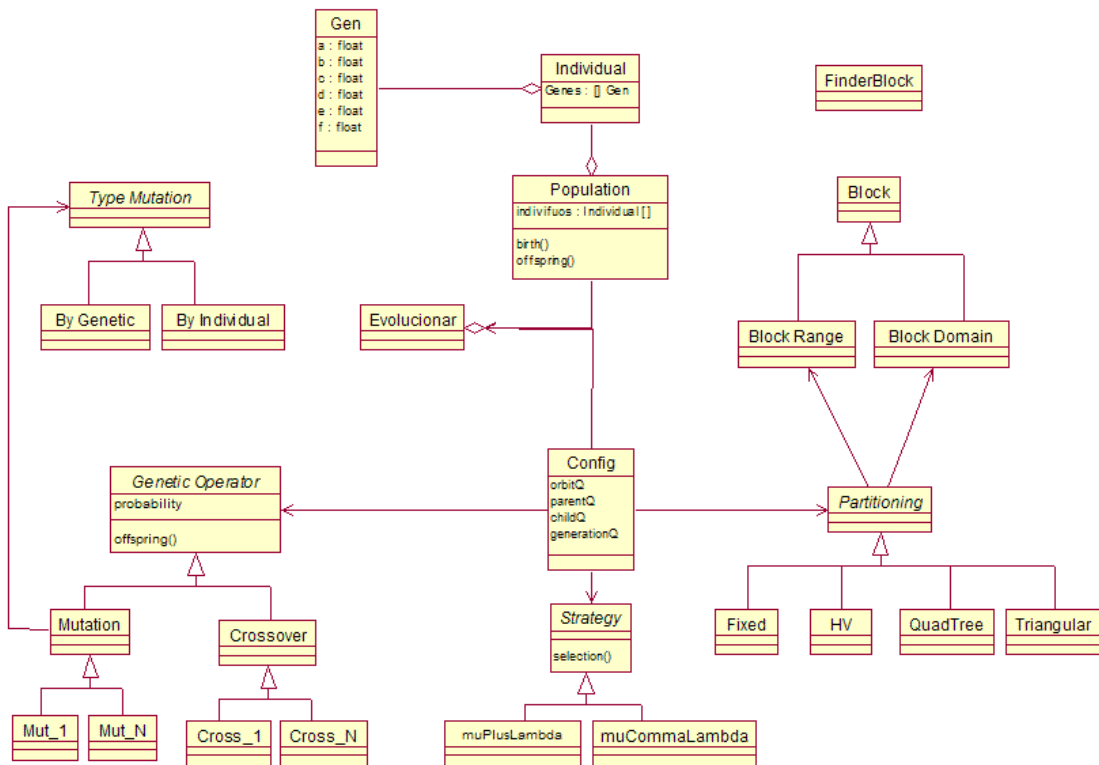 Gen
a : float
b : float
c : float
d : float
e : float
f : float
Individual
Genes : [] Gen
FinderBlock
Type Mutation
Population
indivifuos : Individual []
birth()
offspring()
Block
By Genetic
By Individual
Evolucionar
Block Range
Block Domain
Genetic Operator
probability
offspring()
Config
orbitQ
parentQ
childQ
generationQ
Partitioning
Mutation
Crossover
Strategy
selection()
Fixed
HV
QuadTree
Triangular
Mut_1
Mut_N
Cross_1
Cross_N
muPlusLambda
muCommaLambda